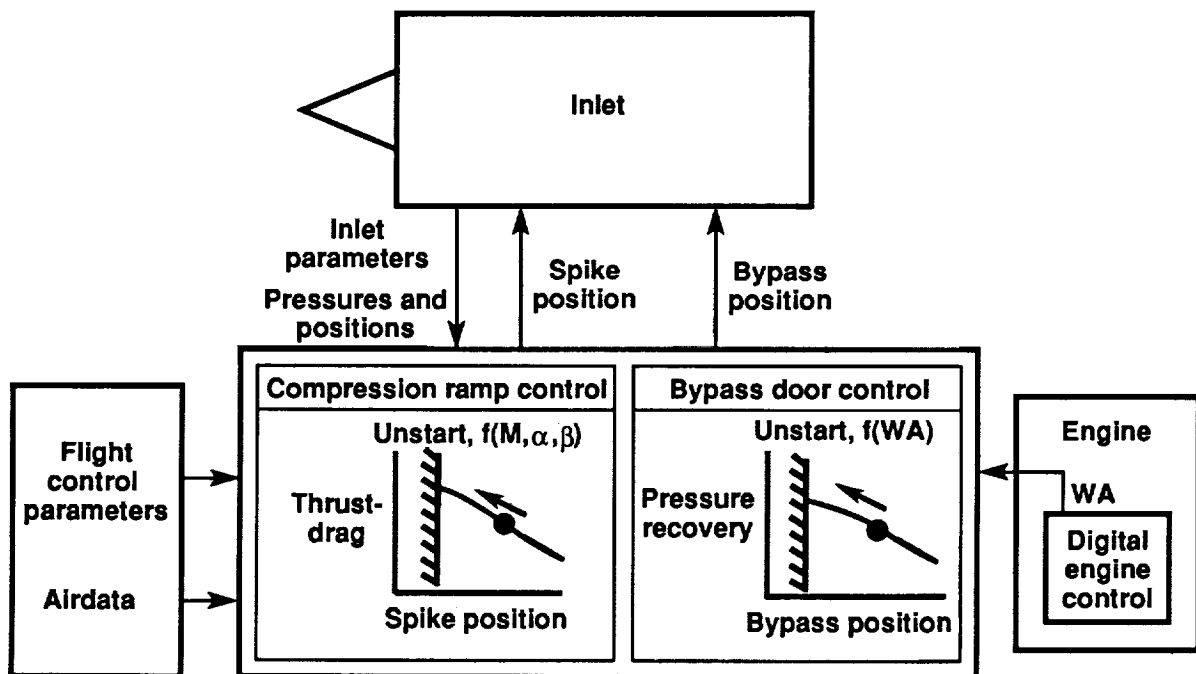 Inlet
Inlet
parameters
Pressures and
positions
Spike
position
Bypass
position
Flight
control
parameters
Airdata
Compression ramp control
Unstart, f(M,α,β)
Thrust-
drag
Spike position
Bypass door control
Unstart, f(WA)
Pressure
recovery
Bypass position
Engine
WA
Digital
engine
control